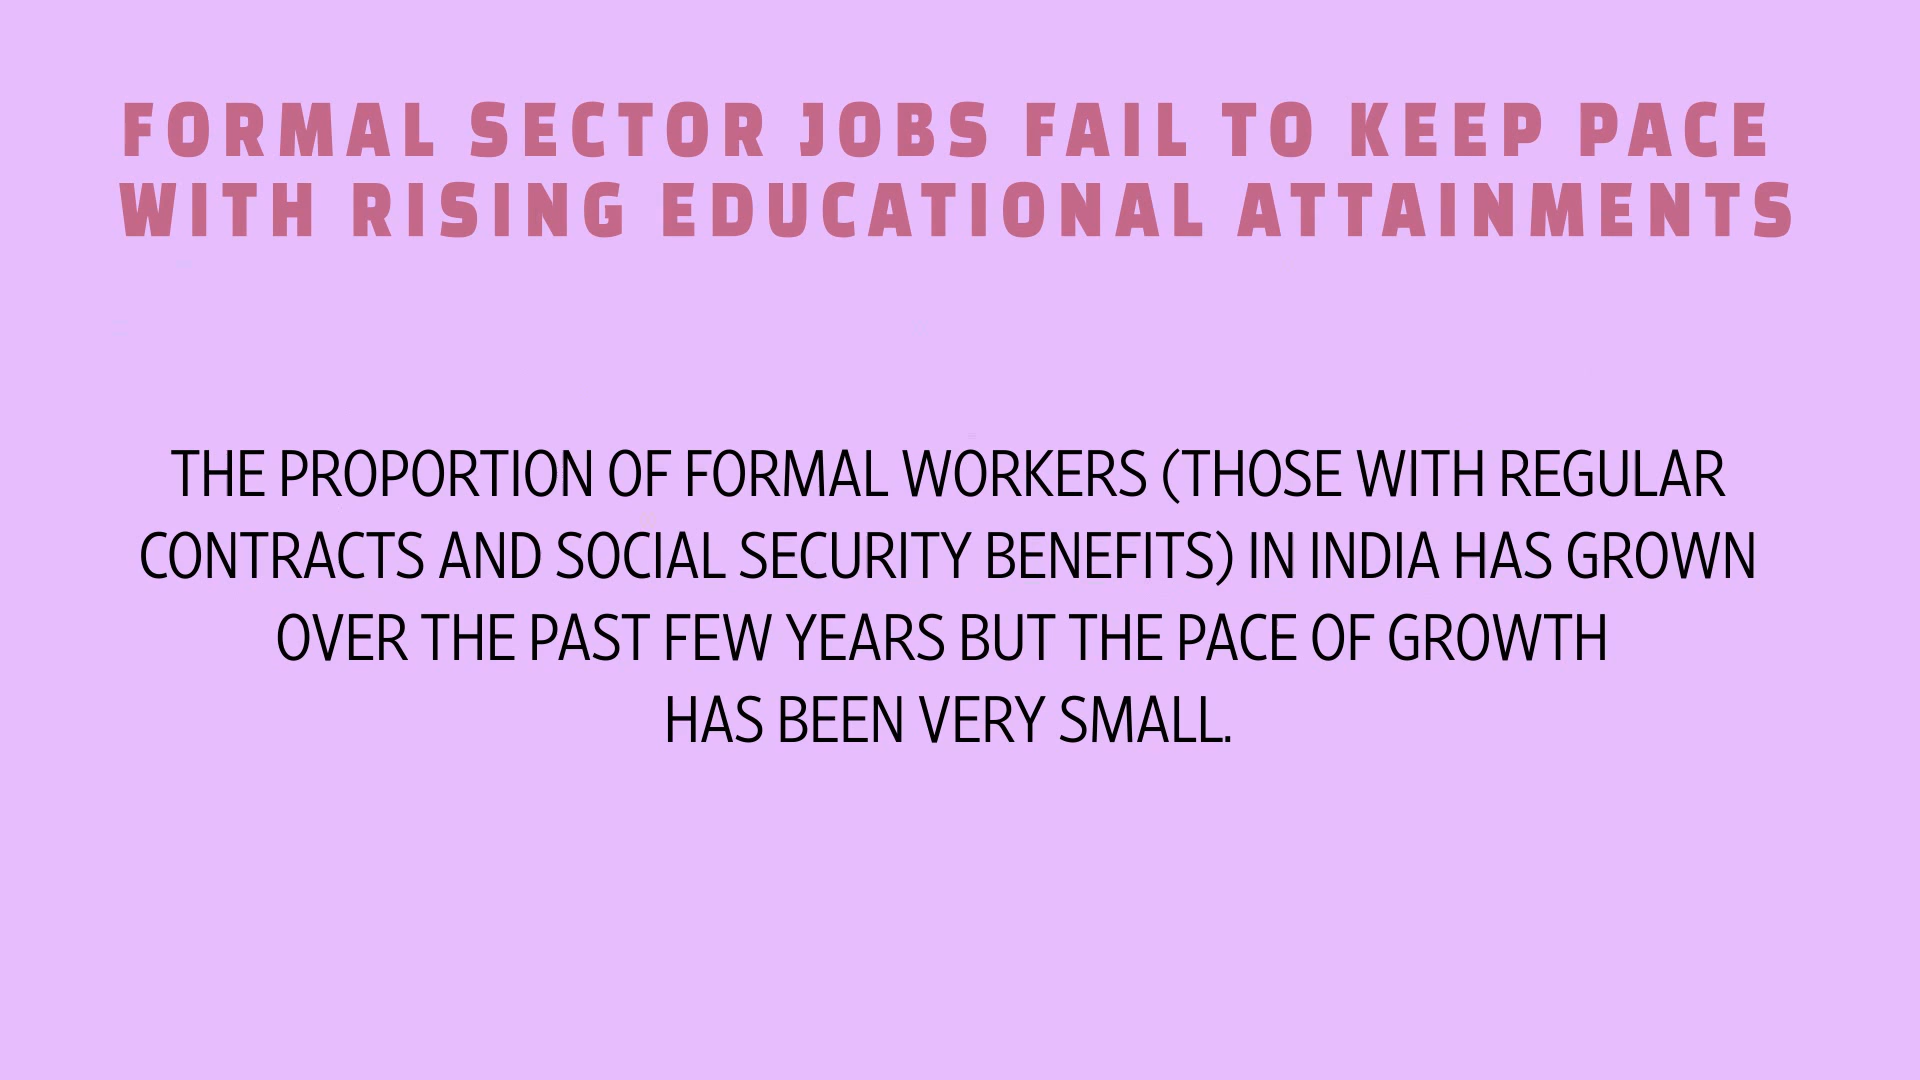 FORMAL SECTOR JOBS FAIL TO KEEP PACE
WITH RISING EDUCATIONAL ATTAINMENTS
THE PROPORTION OF FORMAL WORKERS (THOSE WITH REGULAR
CONTRACTS AND SOCIAL SECURITY BENEFITS) IN INDIA HAS GROWN
OVER THE PAST FEW YEARS BUT THE PACE OF GROWTH
HAS BEEN VERY SMALL.